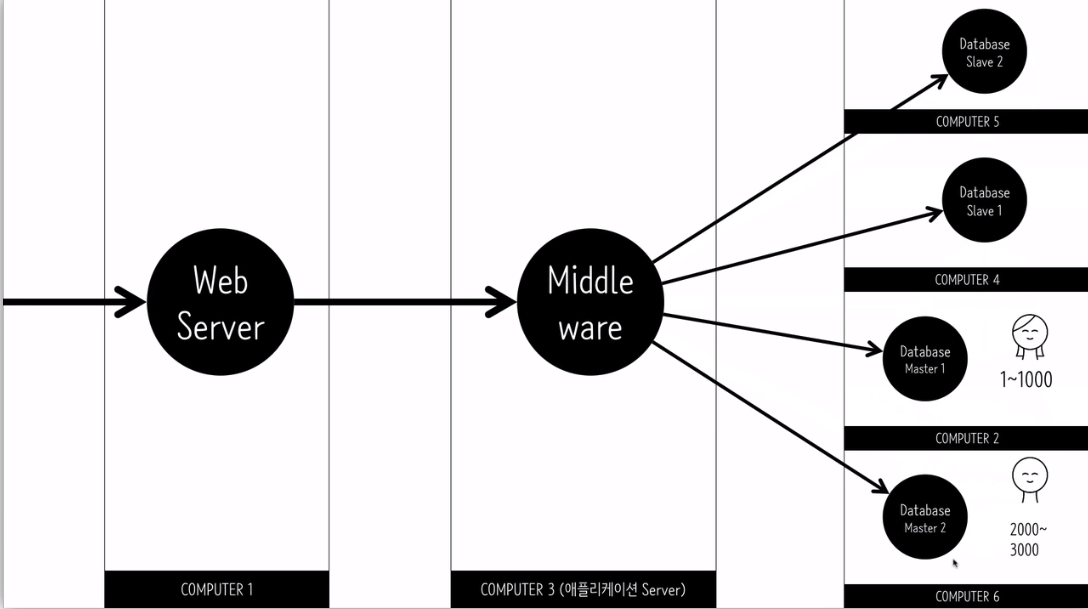 Database
Slave 2
COMPUTER 5
Database
Slave 1
COMPUTER 4
Web
Server
Middle
ware
Database
Master 1
1~1000
COMPUTER 2
Database
Master 2
2000~
3000
COMPUTER 1
COMPUTER 3 (애플리케이션 Server)
COMPUTER 6